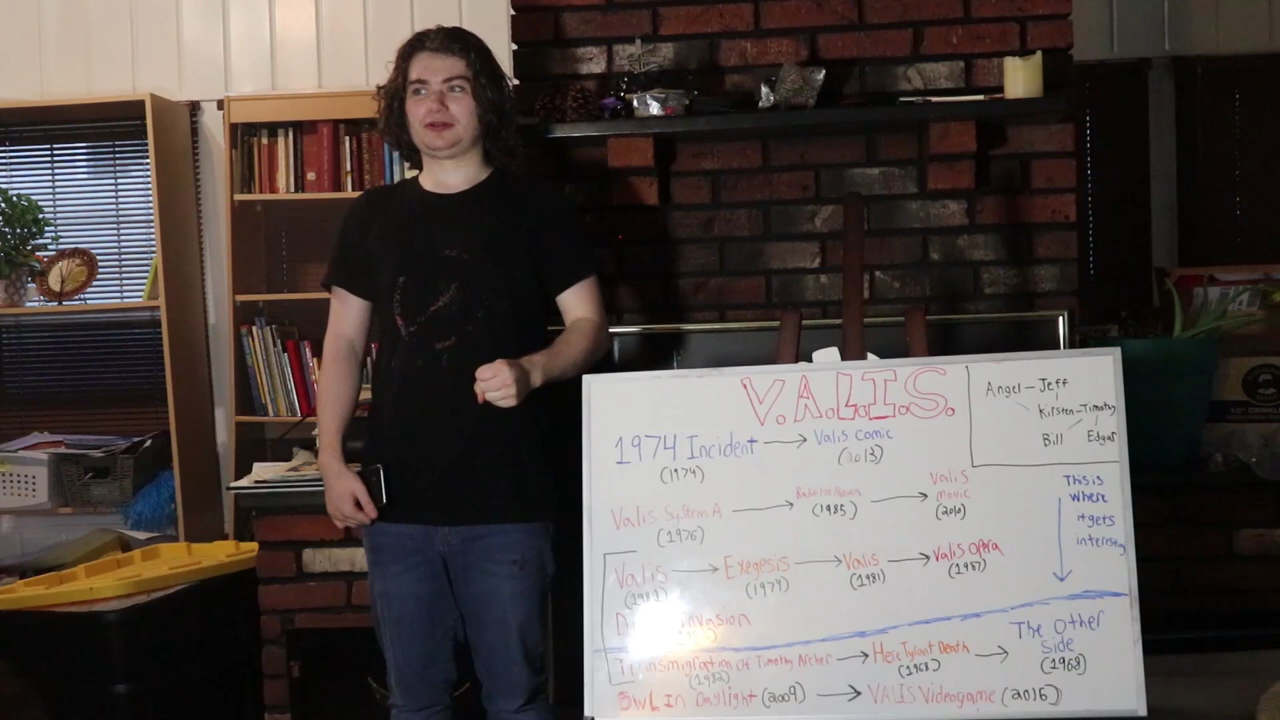 V.A.L.I.S.
Angel — Jeff
Kirsten — Timothy
Bill Edgar
1974 Incident → Valis Comic
(1974) (2013)
Valis System A → → Valis Movie
(1976) (1985) (2010)
This is
where
it gets
interesting
Valis → Exegesis → Valis → Valis Opera
(1979) (1981) (1987)
Invasion
The Other
Side
(1968)
Transmigration Of Timothy Archer → Here Tyrant Death →
(1982) (1968)
Owl In Daylight (2009) → VALIS Videogame (2016)